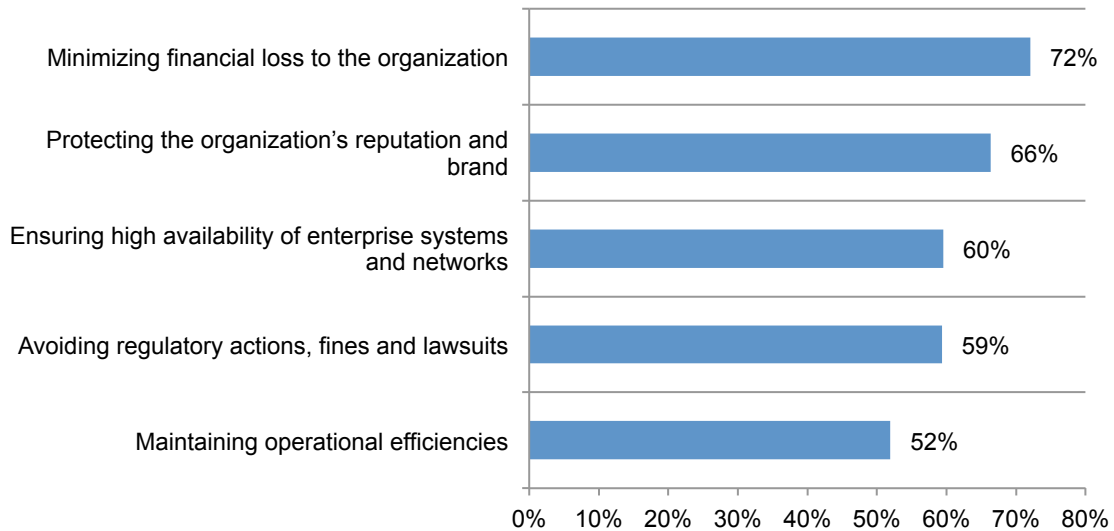 Minimizing financial loss to the organization
72%
Protecting the organization’s reputation and
brand
66%
Ensuring high availability of enterprise systems
and networks
60%
Avoiding regulatory actions, fines and lawsuits
59%
Maintaining operational efficiencies
52%
0% 10% 20% 30% 40% 50% 60% 70% 80%